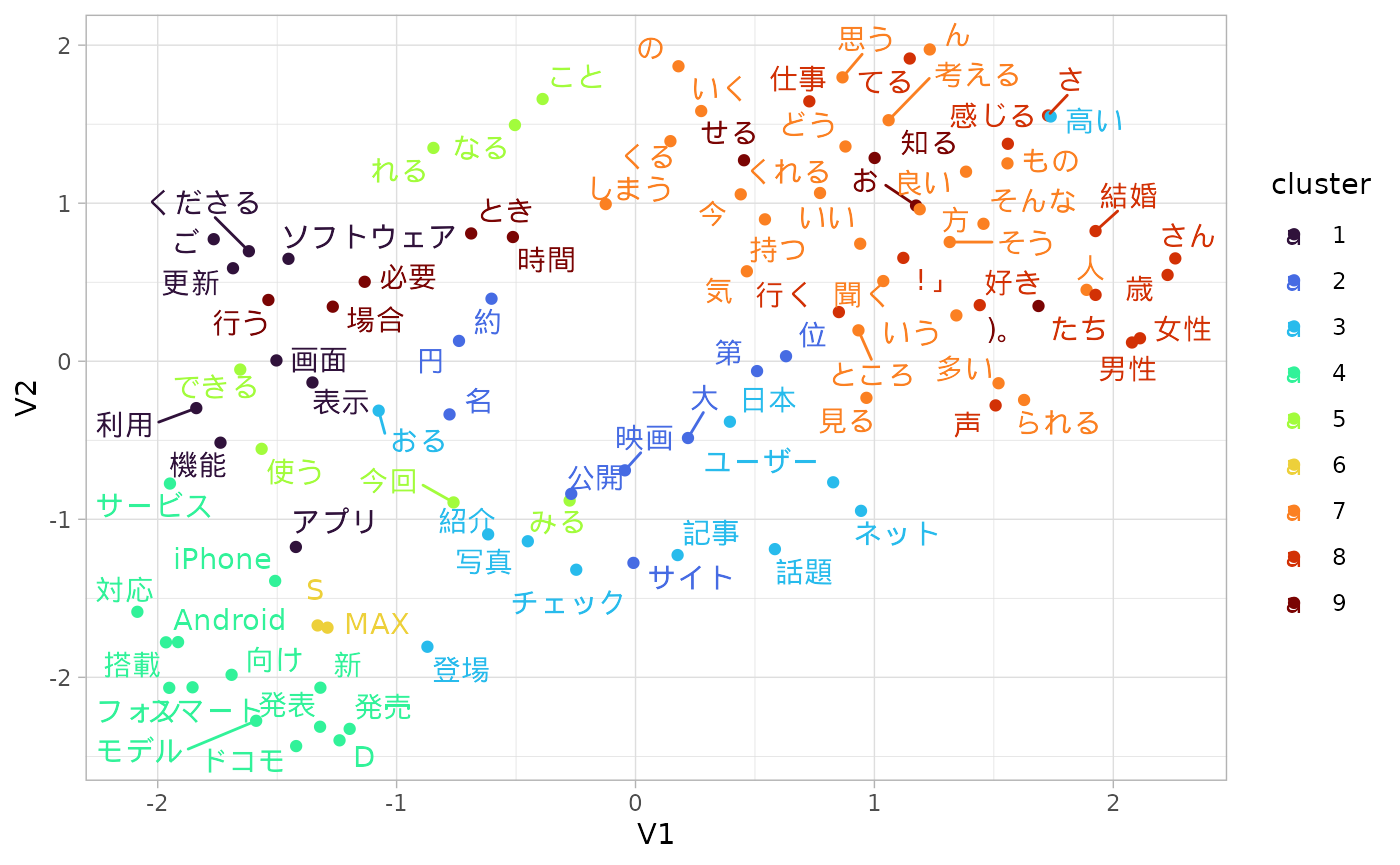 2
1
0
-1
-2
V2
の
思う
ん
こと
いく
仕事
てる
考える
さ
せる
どう
感じる
高い
なる
れる
くる
くれる
知る
もの
しまう
お
良い
くださる
とき
今
いい
方
そんな
結婚
ご
ソフトウェア
持つ
そう
さん
更新
必要
時間
気
行く
聞く
!」
好き
人
歳
行う
場合
約
位
いう
)。
たち
女性
円
第
ところ
多い
男性
画面
できる
表示
名
大
日本
見る
声
られる
利用
おる
映画
機能
使う
今回
公開
ユーザー
サービス
アプリ
紹介
みる
記事
ネット
写真
iPhone
サイト
話題
対応
S
チェック
Android
MAX
搭載
向け
新
登場
フォン
スマート
発表
発売
モデル
ドコモ
D
-2
-1
0
1
2
V1
cluster
1
2
3
4
5
6
7
8
9